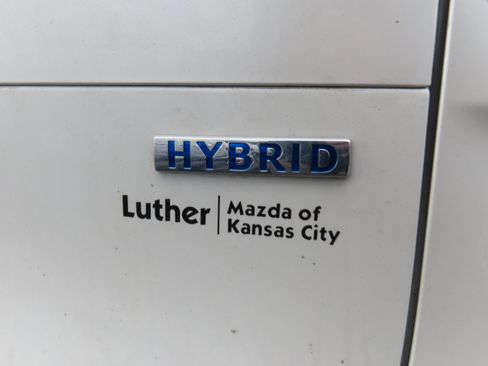 HYBRID
Luther Mazda of
Kansas City